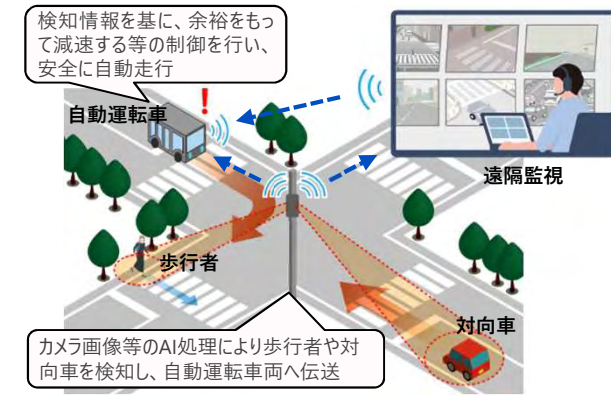 検知情報を基に、余裕をもっ
て減速する等の制御を行い、
安全に自動走行
自動運転車
!
遠隔監視
歩行者
対向車
カメラ画像等のAI処理により歩行者や対
向車を検知し、自動運転車両へ伝送